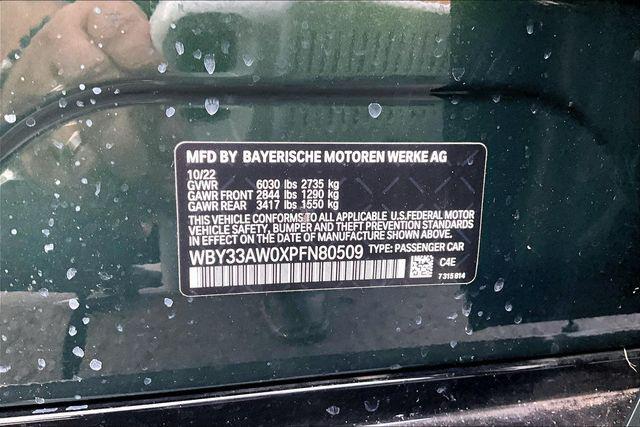 MFD BY BAYERISCHE MOTOREN WERKE AG
10/22
GVWR 6030 lbs 2735 kg
GAWR FRONT 2844 lbs 1290 kg
GAWR REAR 3417 lbs 1550 kg
THIS VEHICLE CONFORMS TO ALL APPLICABLE U.S.FEDERAL MOTOR
VEHICLE SAFETY, BUMPER AND THEFT PREVENTION STANDARDS
IN EFFECT ON THE DATE OF MANUFACTURE SHOWN ABOVE.
WBY33AW0XPFN80509 TYPE: PASSENGER CAR
C4E
7 315 814